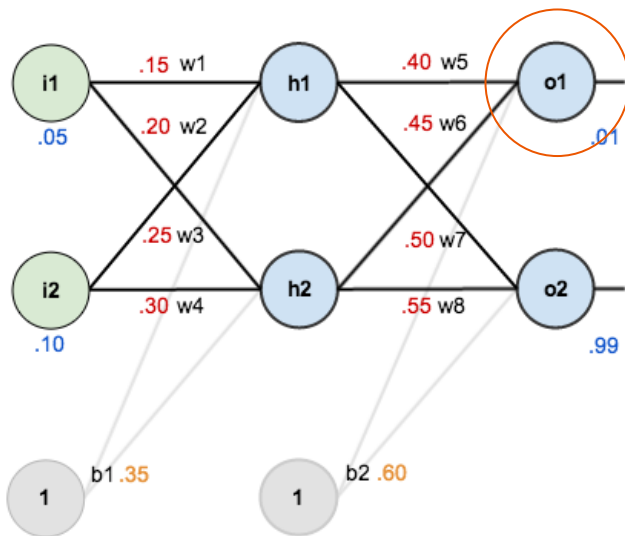 .15 w1
.40 w5
i1
h1
o1
.20 w2
.45 w6
.05
.01
.25 w3
.50 w7
i2
h2
o2
.30 w4
.55 w8
.10
.99
b1 .35
b2 .60
1
1